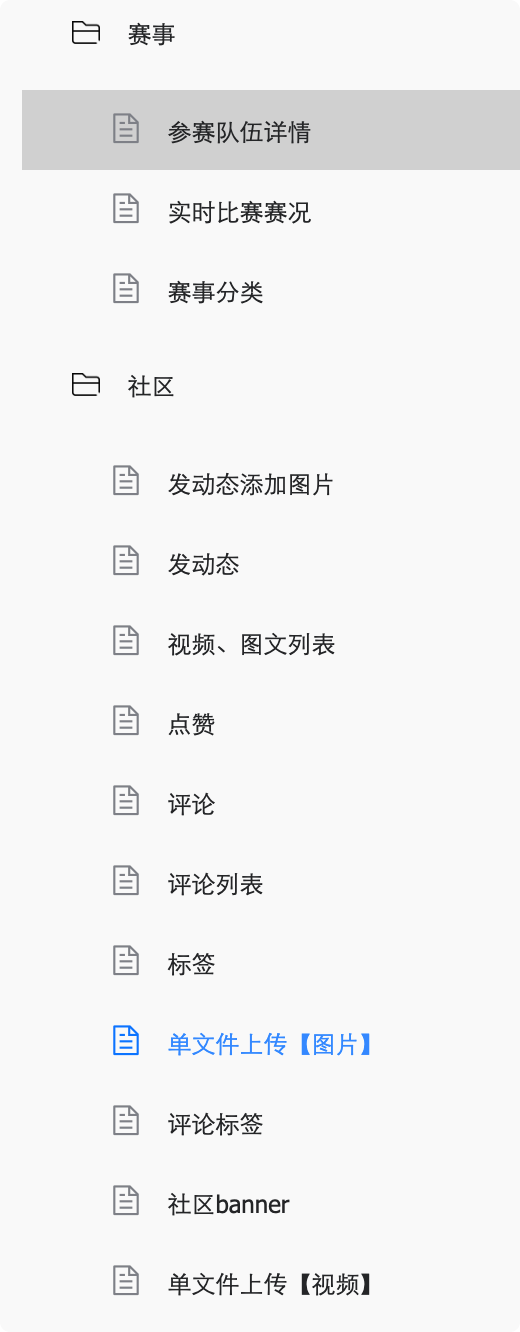 赛事
参赛队伍详情
实时比赛赛况
赛事分类
社区
发动态添加图片
发动态
视频、图文列表
点赞
评论
评论列表
标签
单文件上传【图片】
评论标签
社区banner
单文件上传【视频】